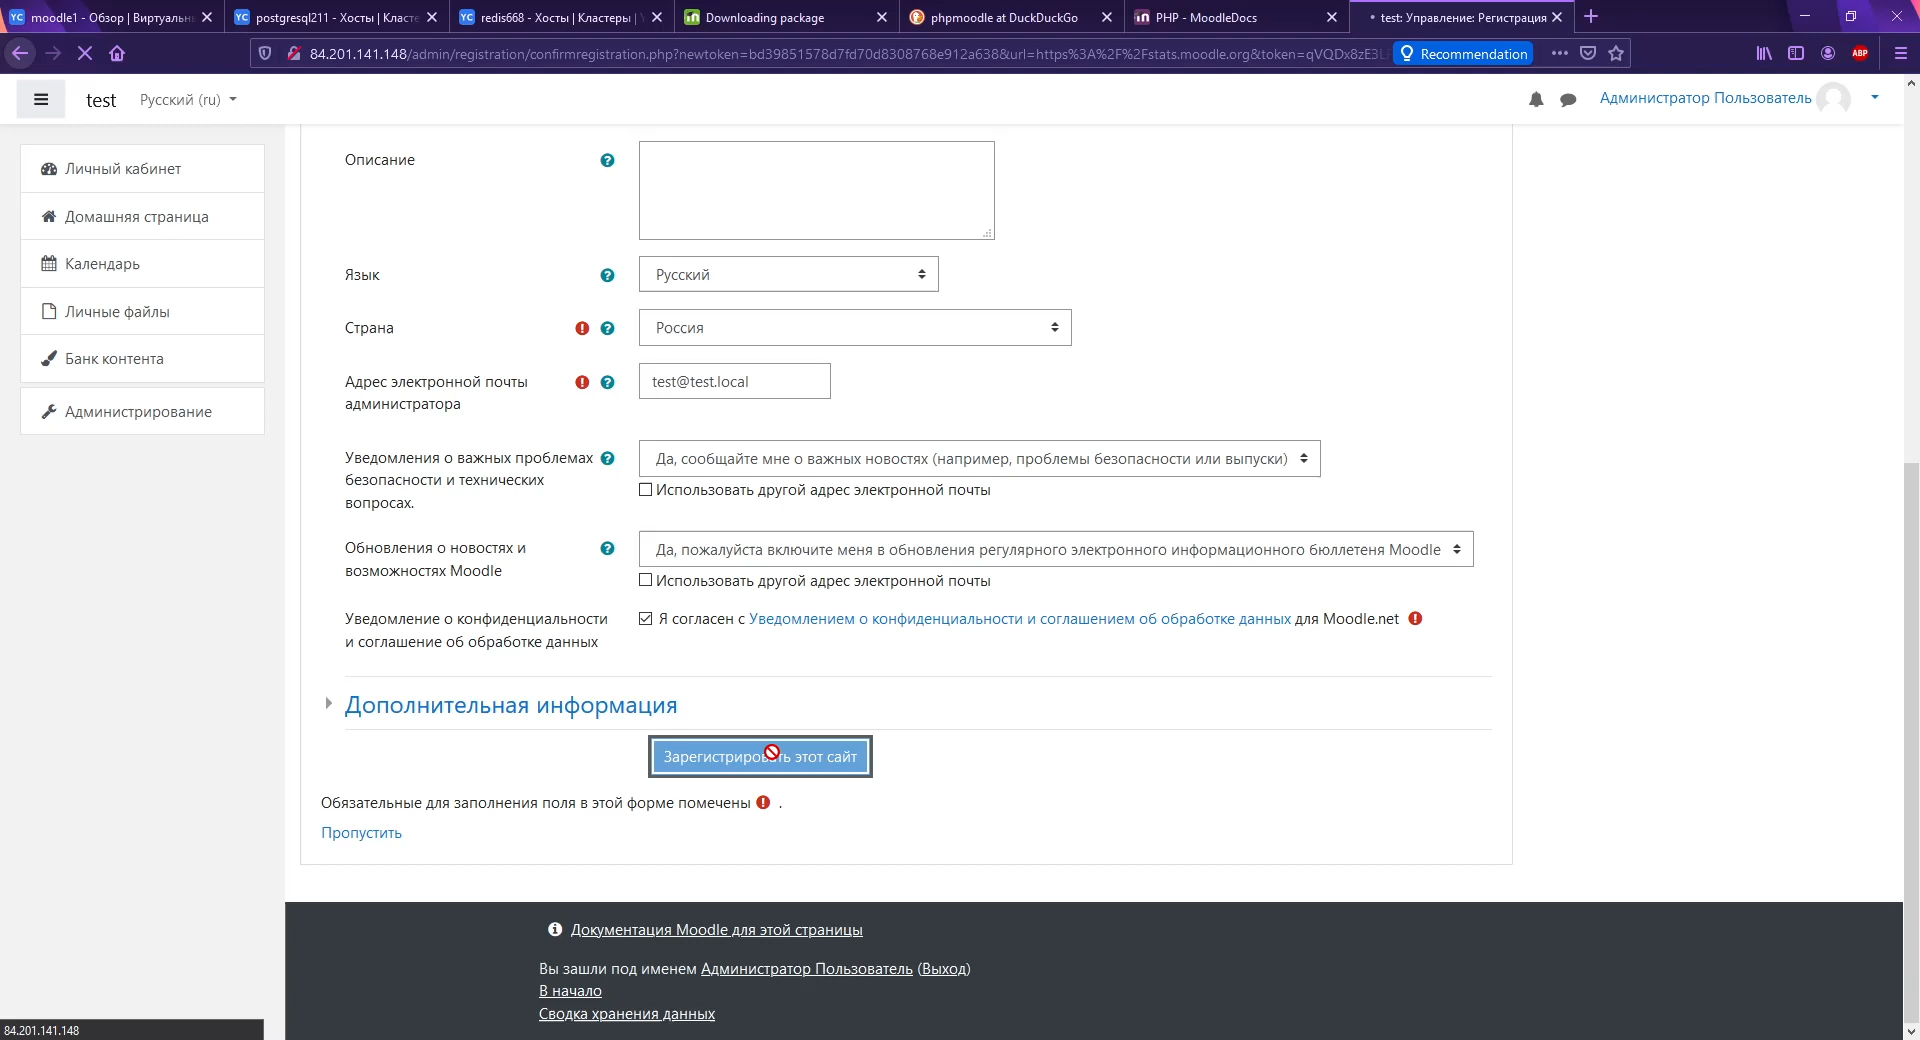 moodle1 - Обзор | Виртуальн
postgresql211 - Хосты | Класте
redis668 - Хосты | Кластеры |
Downloading package
phpmoodle at DuckDuckGo
PHP - MoodleDocs
test: Управление: Регистрация
84.201.141.148/admin/registration/confirmregistration.php?newtoken=bd39851578d7fd70d8308768e912a638&url=https%3A%2F%2Fstats.moodle.org&token=qVQDx8zE3L
Recommendation
ABP
test
Русский (ru)
Администратор Пользователь
Личный кабинет
Домашняя страница
Календарь
Личные файлы
Банк контента
Администрирование
Описание
Язык
Русский
Страна
Россия
Адрес электронной почты
администратора
test@test.local
Уведомления о важных проблемах
безопасности и технических
вопросах.
Да, сообщайте мне о важных новостях (например, проблемы безопасности или выпуски)
Использовать другой адрес электронной почты
Обновления о новостях и
возможностях Moodle
Да, пожалуйста включите меня в обновления регулярного электронного информационного бюллетеня Moodle
Использовать другой адрес электронной почты
Уведомление о конфиденциальности
и соглашение об обработке данных
Я согласен с Уведомлением о конфиденциальности и соглашением об обработке данных для Moodle.net
Дополнительная информация
Зарегистрировать этот сайт
Обязательные для заполнения поля в этой форме помечены .
Пропустить
Документация Moodle для этой страницы
Вы зашли под именем Администратор Пользователь (Выход)
В начало
Сводка хранения данных
84.201.141.148